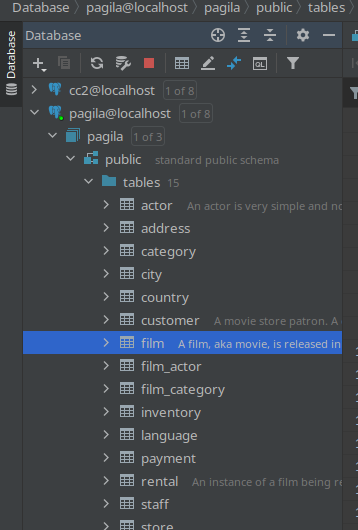 Database pagila@localhost pagila public tables
Database
Database
cc2@localhost 1 of 8
pagila@localhost 1 of 8
pagila 1 of 3
public standard public schema
tables 15
actor An actor is very simple and no
address
category
city
country
customer A movie store patron. A
film A film, aka movie, is released in
film_actor
film_category
inventory
language
payment
rental An instance of a film being re
staff
store